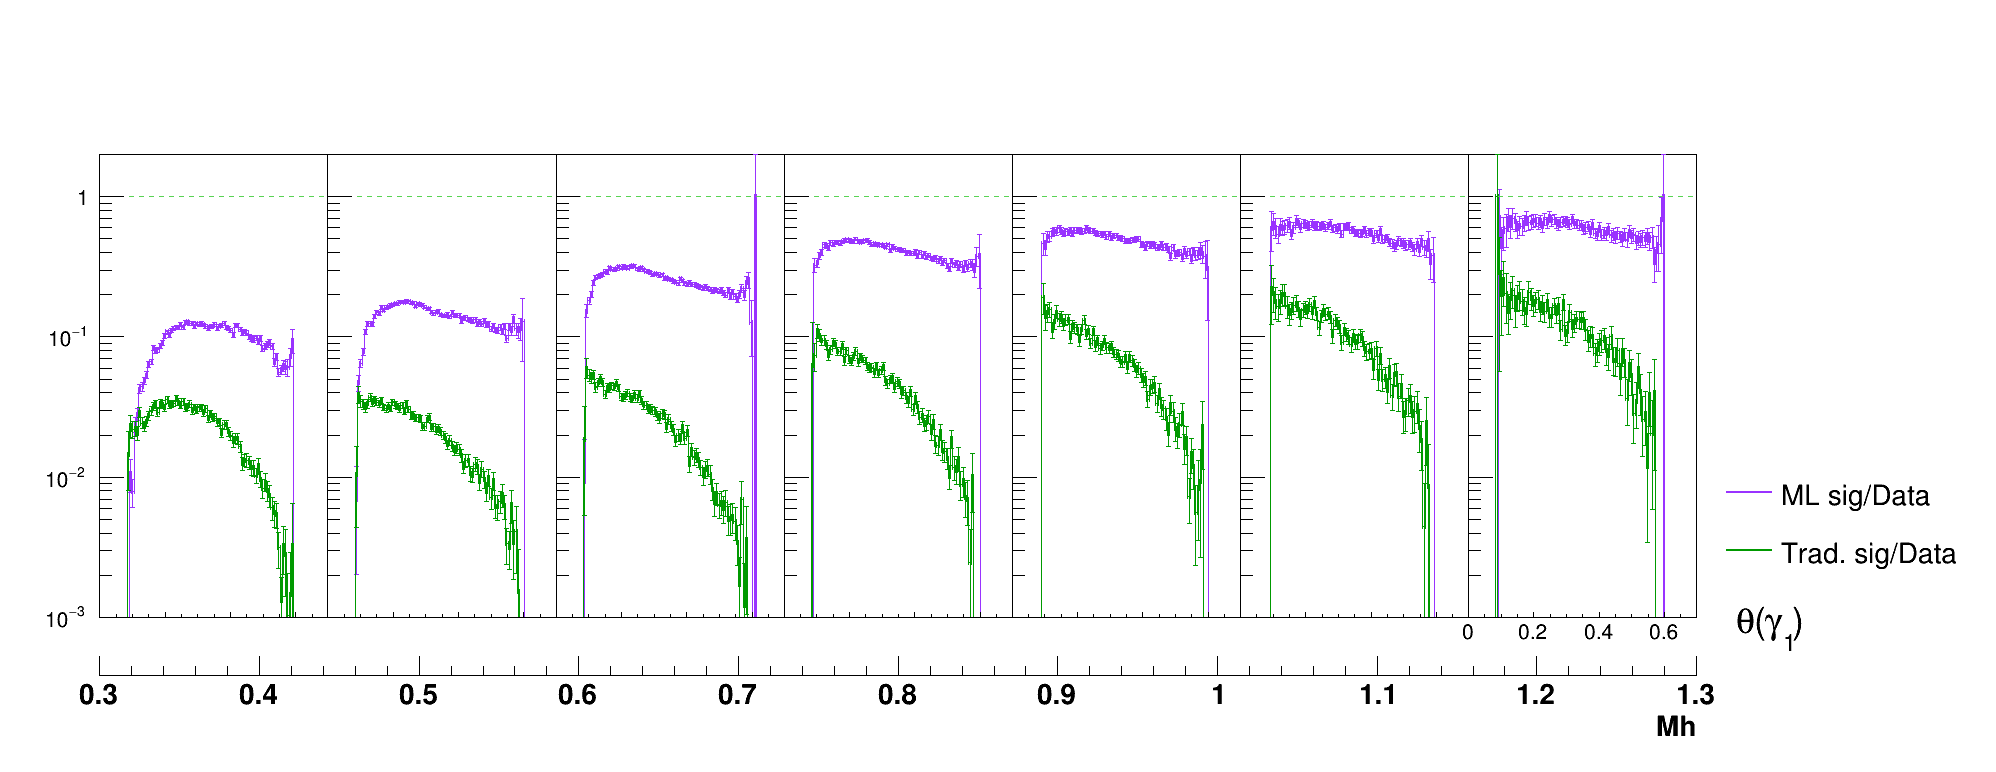 1
10⁻¹
10⁻²
10⁻³
ML sig/Data
Trad. sig/Data
θ(γ₁)
0 0.2 0.4 0.6
0.3 0.4 0.5 0.6 0.7 0.8 0.9 1 1.1 1.2 1.3
Mh